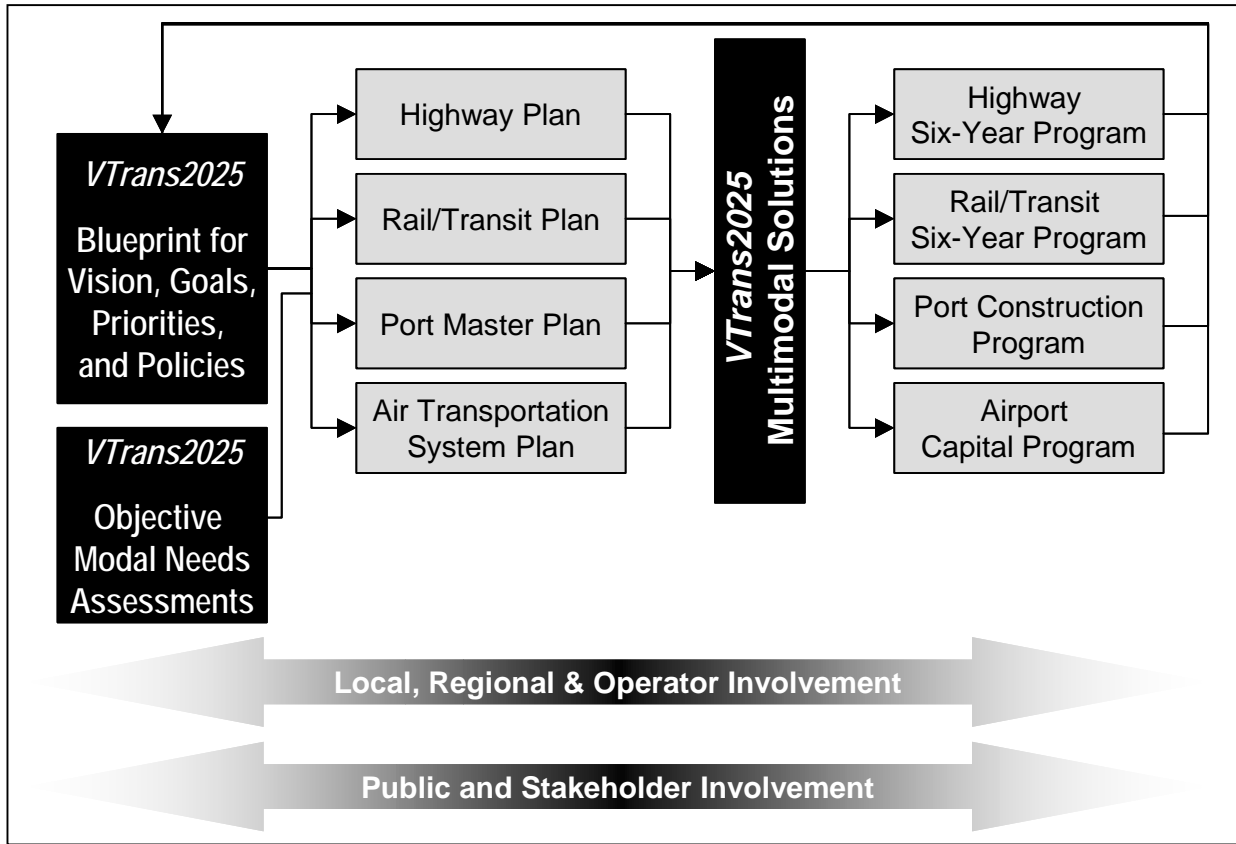 VTrans2025
Blueprint for
Vision, Goals,
Priorities,
and Policies
VTrans2025
Objective
Modal Needs
Assessments
Highway Plan
Rail/Transit Plan
Port Master Plan
Air Transportation
System Plan
VTrans2025
Multimodal Solutions
Highway
Six-Year Program
Rail/Transit
Six-Year Program
Port Construction
Program
Airport
Capital Program
Local, Regional & Operator Involvement
Public and Stakeholder Involvement